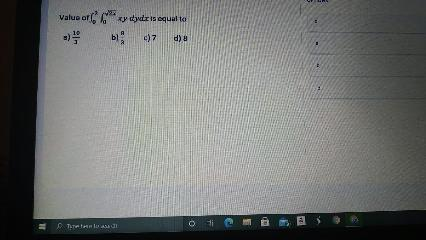 Value of ∫₀² ∫₀^√2x xy dydx is equal to
a) 10/3 b) 8/3 c) 7 d) 8
Type here to search